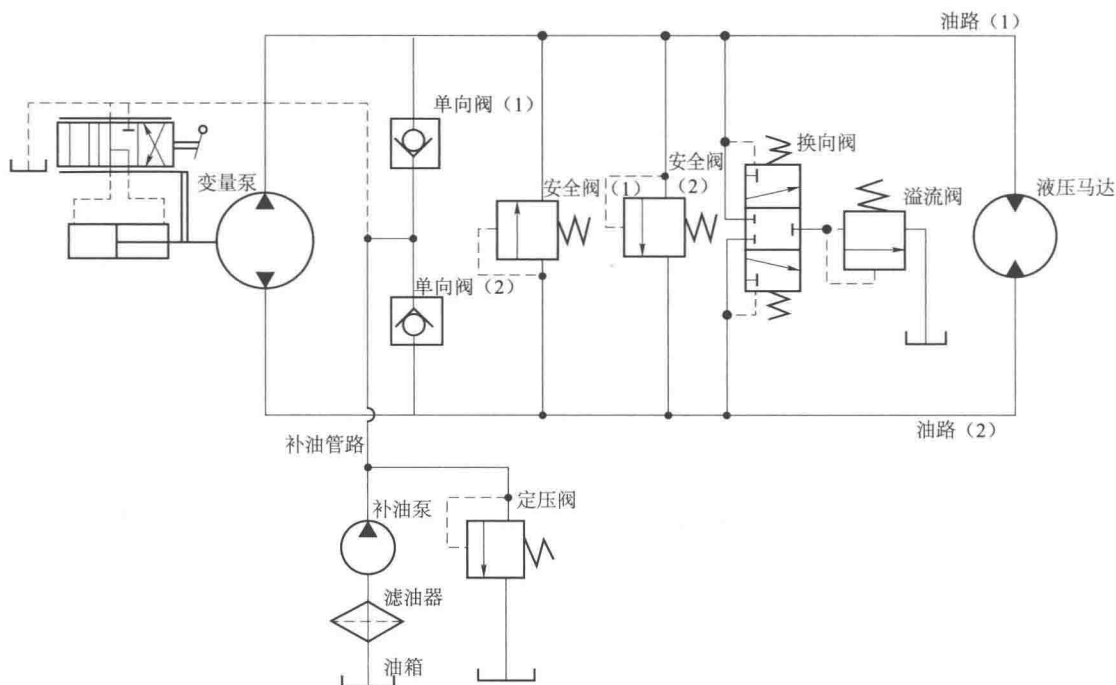 油路（1）
单向阀（1）
换向阀
安全阀
（2）
变量泵
安全阀（1）
溢流阀
液压马达
单向阀（2）
补油管路
油路（2）
定压阀
补油泵
滤油器
油箱